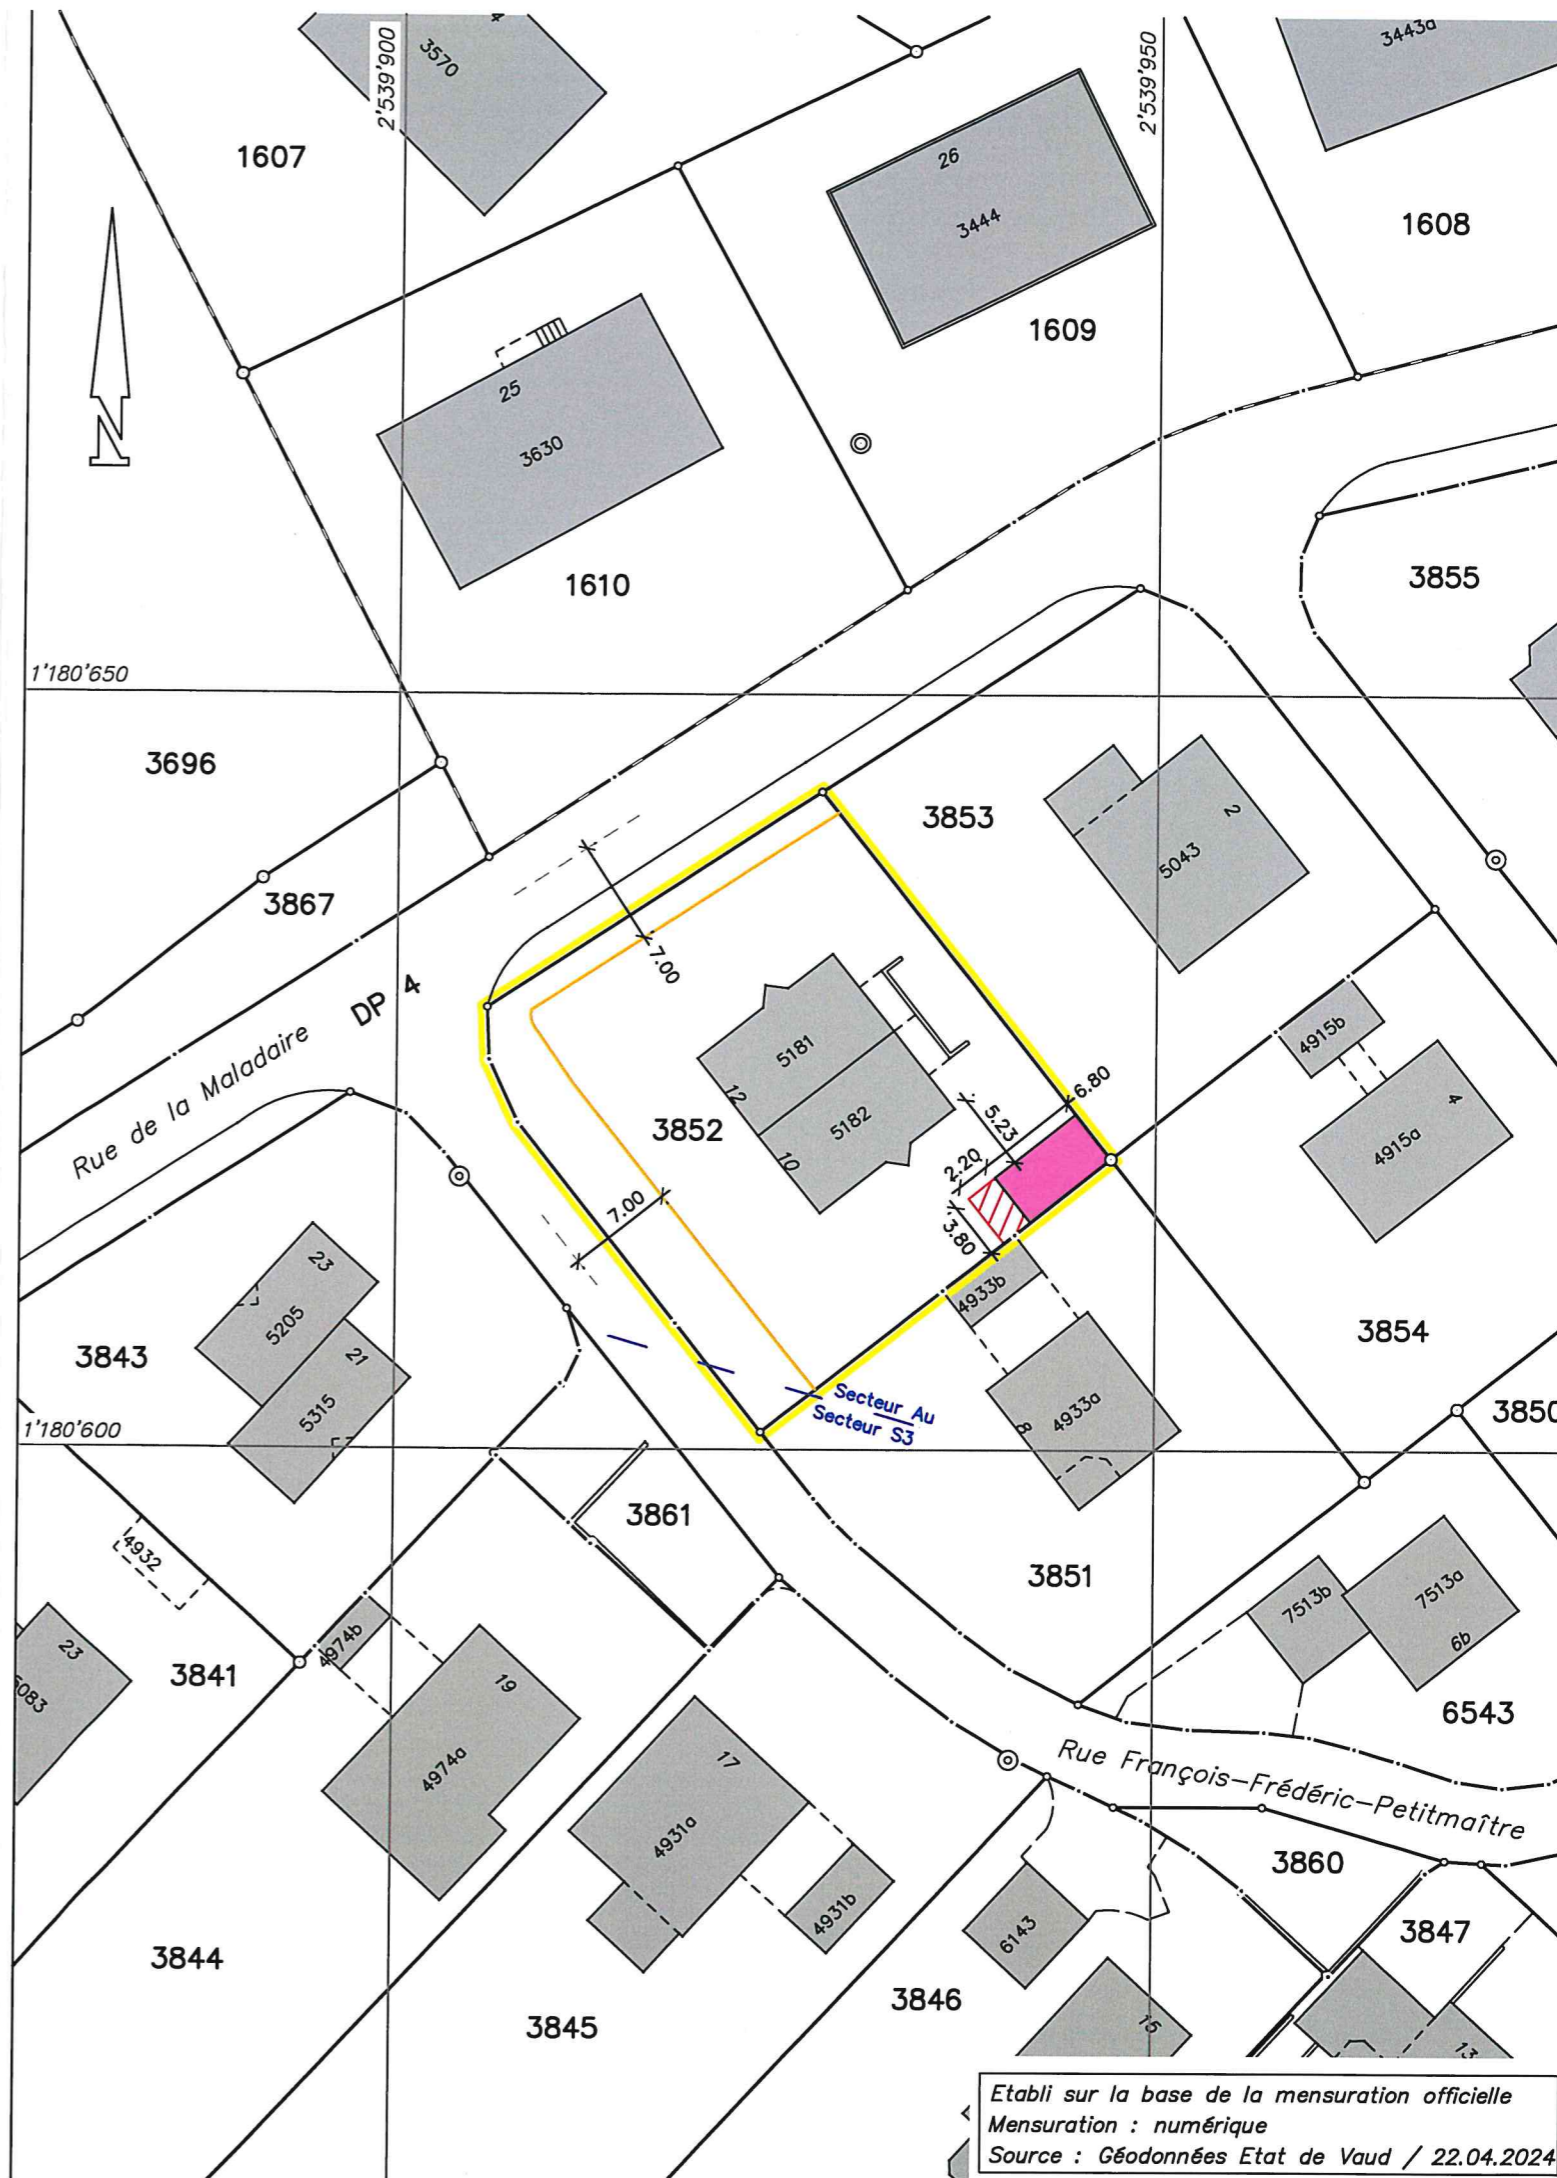 4
3570
2'539'900
2'539'950
3443a
1607
26
3444
1608
1609
25
3630
1610
3855
1'180'650
3696
3853
2
5043
3867
7.00
DP 4
Rue de la Maladaire
5181
12
3852
5182
10
5.23
6.80
2.20
3.80
7.00
4915b
4915a
4
4933b
23
5205
3843
21
5315
3854
Secteur Au
Secteur S3
4933a
8
3850
1'180'600
3861
4932
3851
7513b
7513a
6b
4974b
3841
23
19
6543
4974a
17
4931a
Rue François-Frédéric-Petitmaître
3860
4931b
6143
3847
3844
3846
3845
15
13
Etabli sur la base de la mensuration officielle
Mensuration : numérique
Source : Géodonnées Etat de Vaud / 22.04.2024